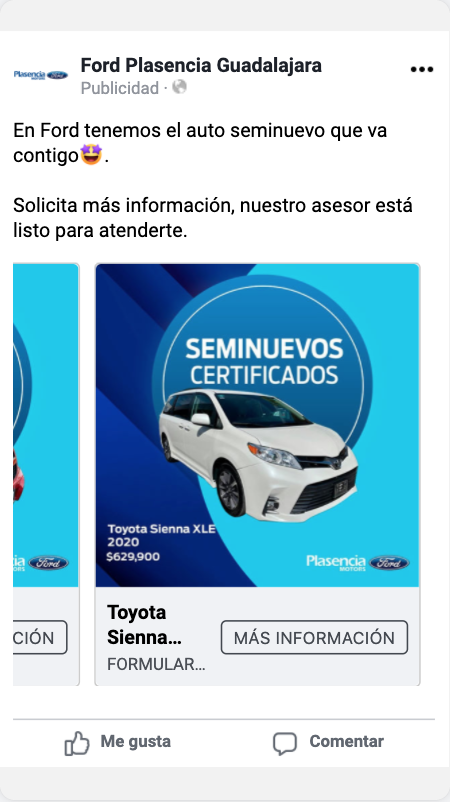 Plasencia Ford
Ford Plasencia Guadalajara
Publicidad ·
En Ford tenemos el auto seminuevo que va
contigo🤩.
Solicita más información, nuestro asesor está
listo para atenderte.
SEMINUEVOS
CERTIFICADOS
Toyota Sienna XLE
2020
$629,900
ia Ford
ORS
Plasencia Ford
MOTORS
CIÓN
Toyota
Sienna...
FORMULAR...
MÁS INFORMACIÓN
Me gusta
Comentar